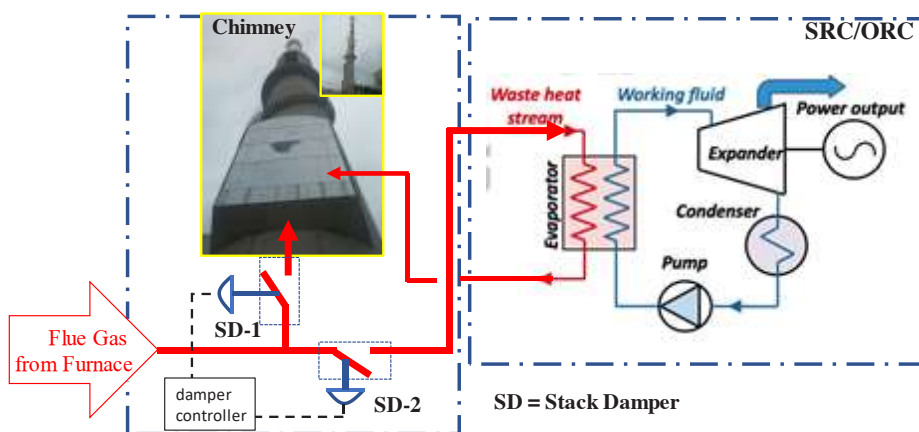 Chimney
SRC/ORC
Waste heat
stream
Working fluid
Power output
Expander
Evaporator
Condenser
Pump
SD-1
Flue Gas
from Furnace
damper
controller
SD-2
SD = Stack Damper